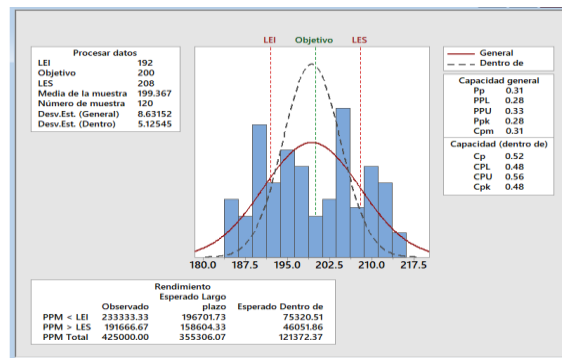 LEI Objetivo LES
Procesar datos
LEI 192
Objetivo 200
LES 208
Media de la muestra 199.367
Número de muestra 120
Desv.Est. (General) 8.63152
Desv.Est. (Dentro) 5.12545
General
Dentro de
Capacidad general
Pp 0.31
PPL 0.28
PPU 0.33
Ppk 0.28
Cpm 0.31
Capacidad (dentro de)
Cp 0.52
CPL 0.48
CPU 0.56
Cpk 0.48
180.0 187.5 195.0 202.5 210.0 217.5
Rendimiento
Esperado Largo
Observado plazo Esperado Dentro de
PPM < LEI 233333.33 196701.73 75320.51
PPM > LES 191666.67 158604.33 46051.86
PPM Total 425000.00 355306.07 121372.37